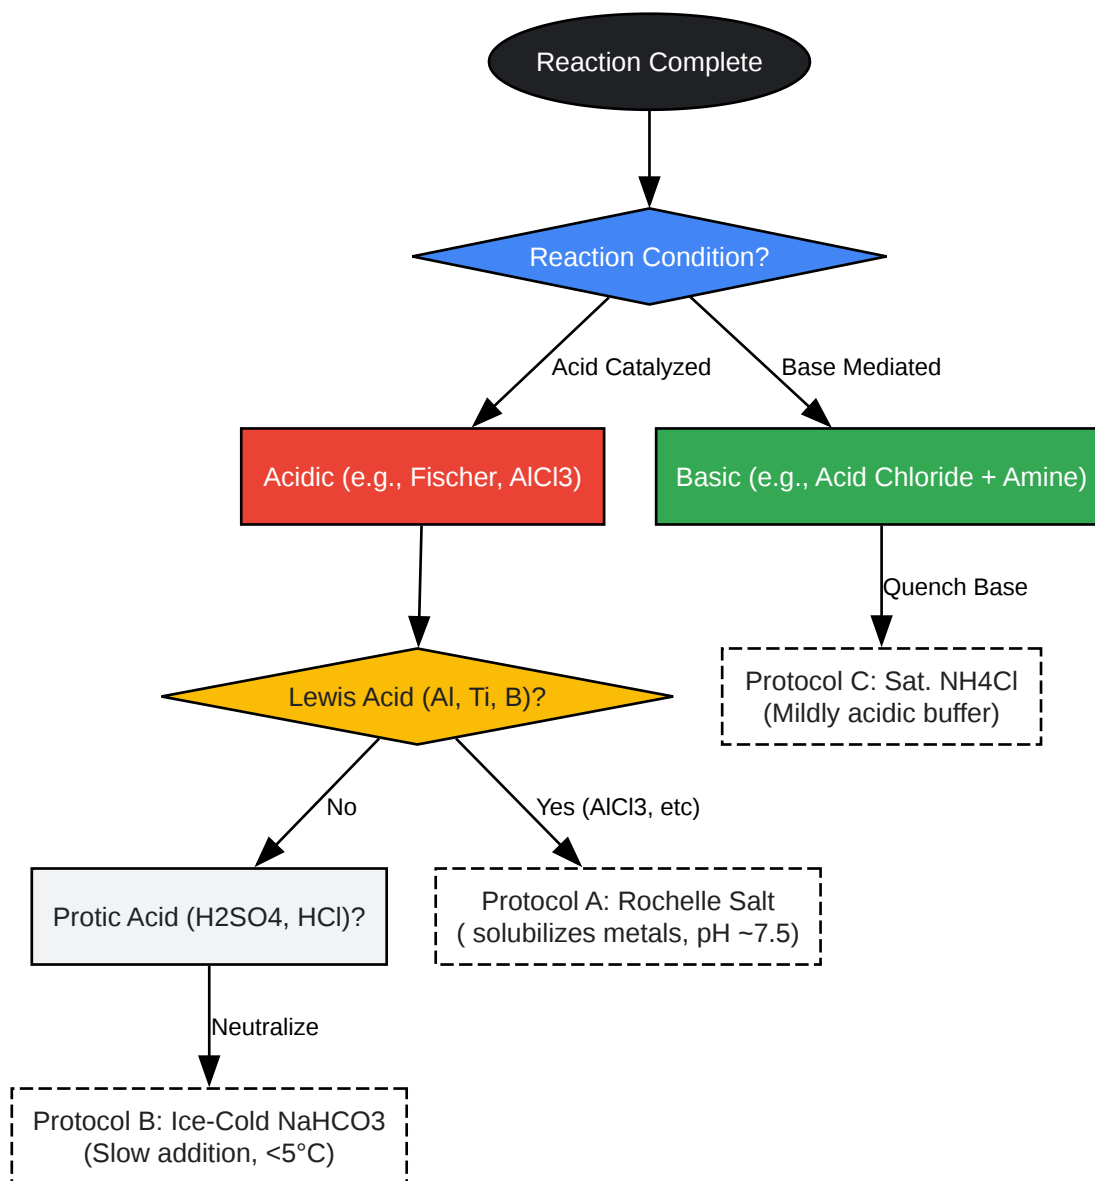 Reaction Complete
Reaction Condition?
Acid Catalyzed
Base Mediated
Acidic (e.g., Fischer, AlCl3)
Basic (e.g., Acid Chloride + Amine)
Quench Base
Lewis Acid (Al, Ti, B)?
Protocol C: Sat. NH4Cl
(Mildly acidic buffer)
No
Yes (AlCl3, etc)
Protic Acid (H2SO4, HCl)?
Protocol A: Rochelle Salt
( solubilizes metals, pH ~7.5)
Neutralize
Protocol B: Ice-Cold NaHCO3
(Slow addition, <5°C)